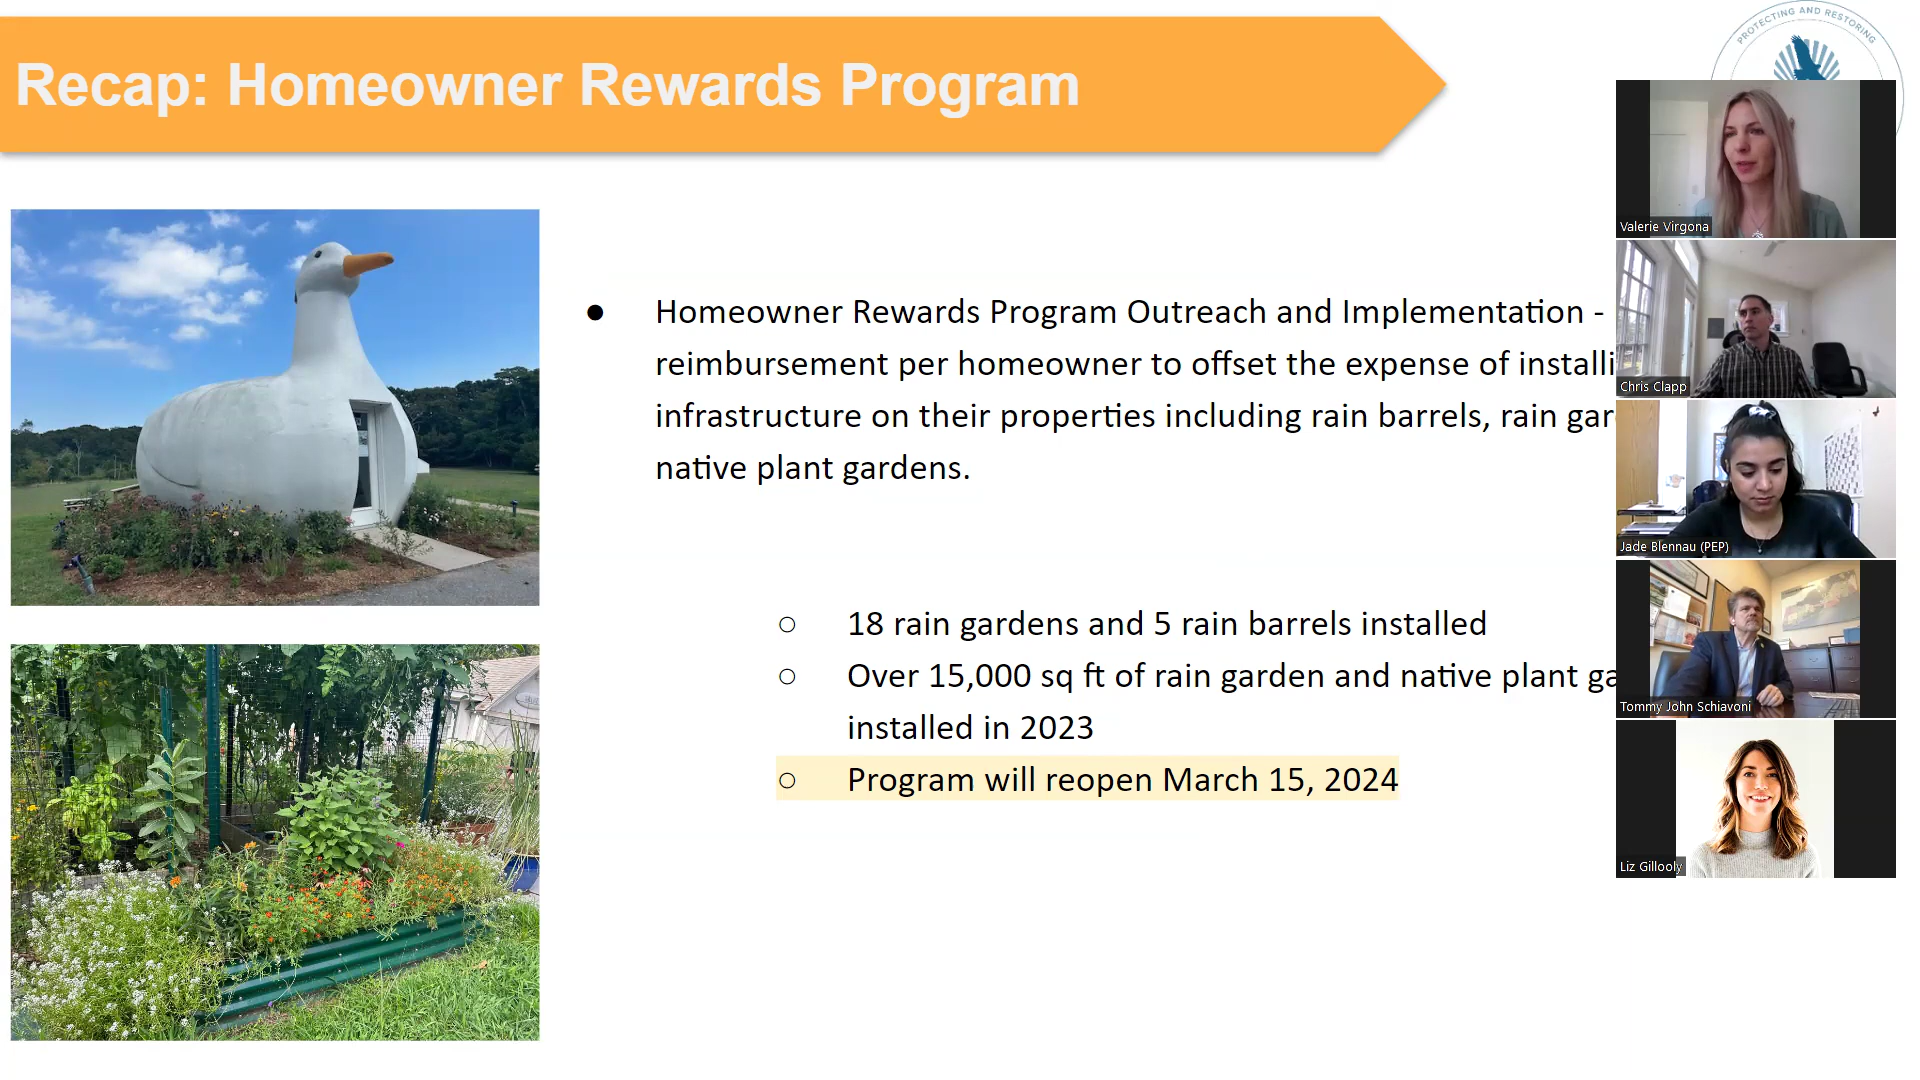 Recap: Homeowner Rewards Program
PROTECTING AND RESTORING
● Homeowner Rewards Program Outreach and Implementation -
reimbursement per homeowner to offset the expense of
infrastructure on their properties including rain barrels, rain
native plant gardens.
○ 18 rain gardens and 5 rain barrels installed
○ Over 15,000 sq ft of rain garden and native plant
installed in 2023
○ Program will reopen March 15, 2024
Valerie Virgona
Chris Clapp
Jade Blennau (PEP)
Tommy John Schiavoni
Liz Gillooly